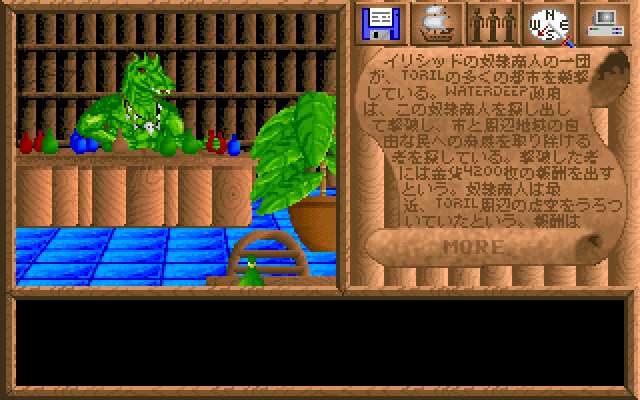 イリシッドの奴隷商人の一団
が、TORILの多くの都市を襲撃
している。WATERDEEP政府
は、この奴隷商人を探し出し
て撃破し、市と周辺地域の自
由な民への脅威を取り除ける
者を探している。撃破した者
には金貨4200枚の報酬を出す
という。奴隷商人は最
近、TORIL周辺の虚空をうろつ
いていたという。報酬は
MORE
N
W E
S